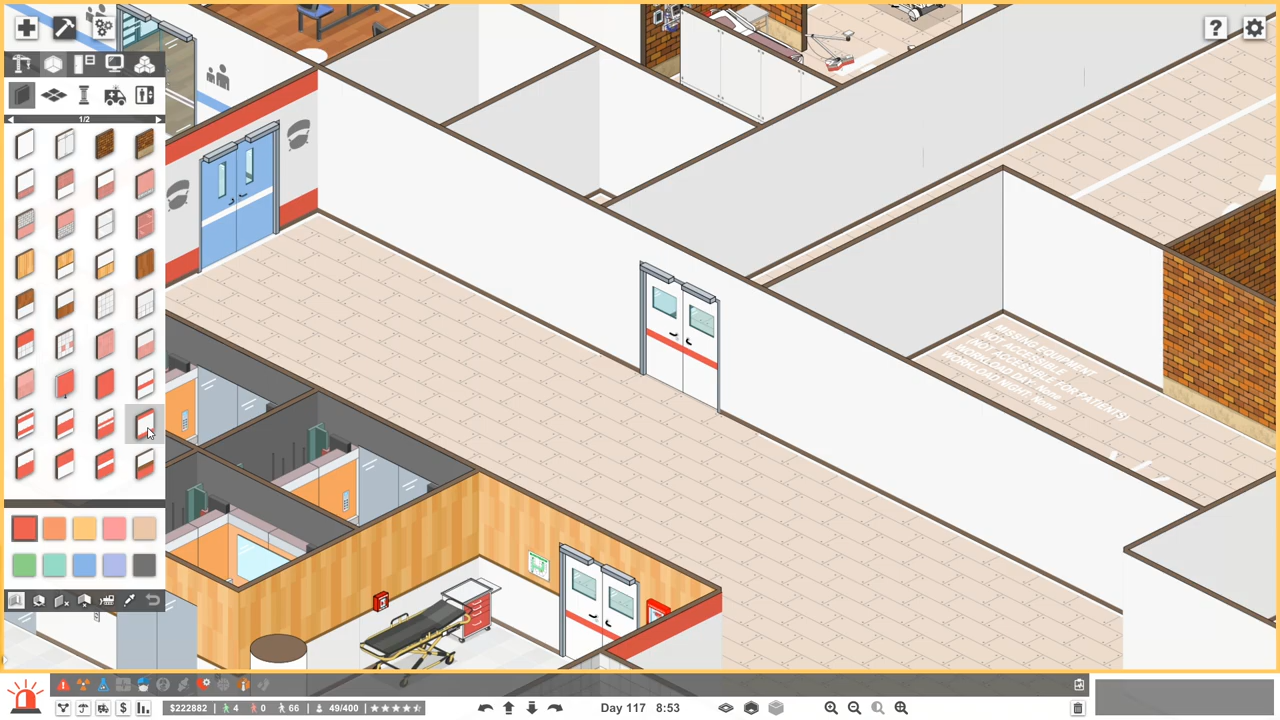 ?
1/2
MISSING EQUIPMENT
NOT ACCESSIBLE
(NOT ACCESSIBLE FOR PATIENTS)
WORKLOAD DAY: None
WORKLOAD NIGHT: None
$222882 4 0 66 49/400
Day 117 8:53